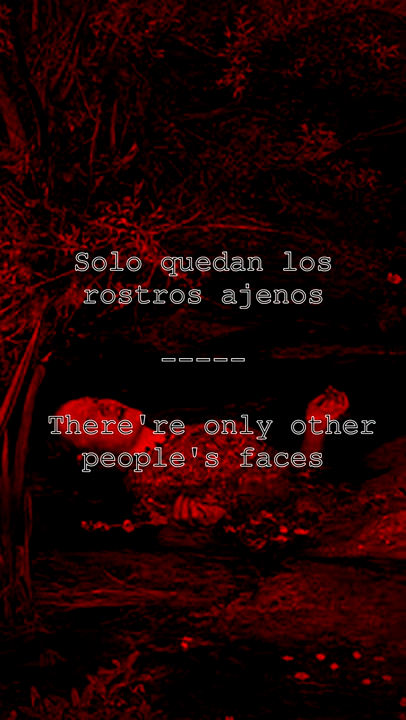 Solo quedan los
rostros ajenos
-----
There're only other
people's faces